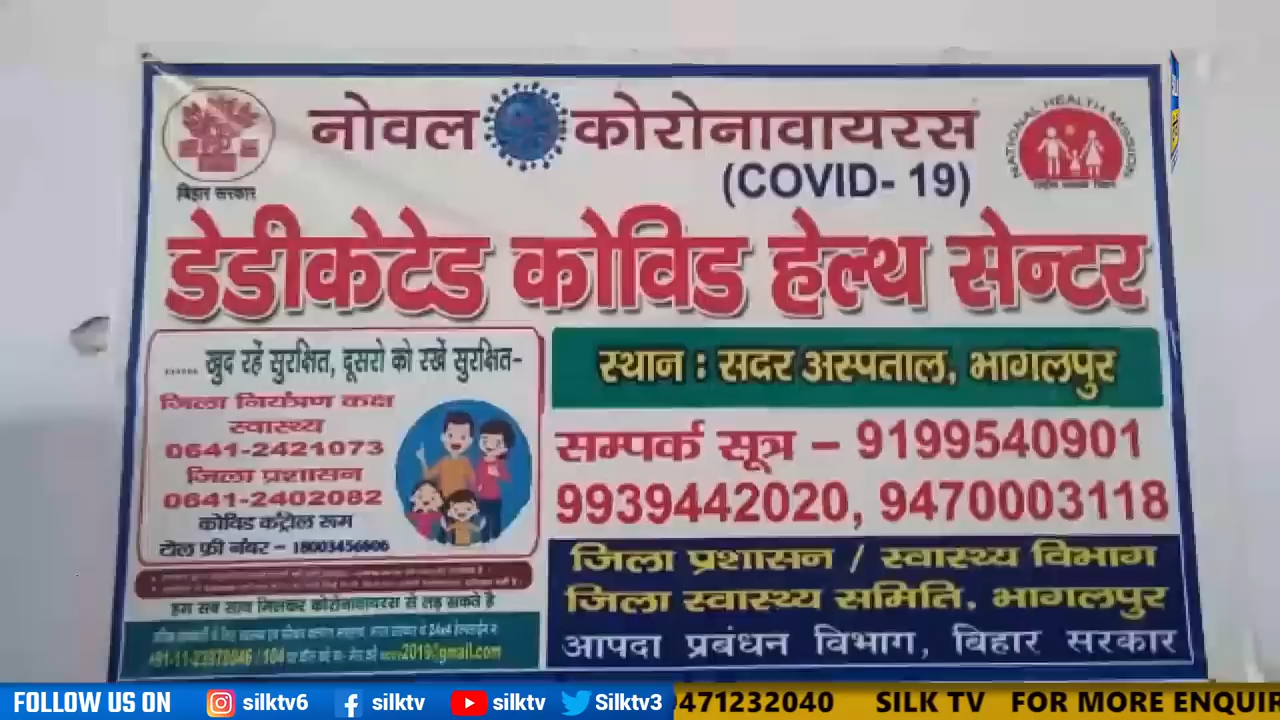 नोवल कोरोनावायरस
(COVID- 19)
बिहार सरकार
NATIONAL HEALTH MISSION
डेडीकेटेड कोविड हेल्थ सेन्टर
...... खुद रहें सुरक्षित, दूसरो को रखें सुरक्षित-
जिला नियंत्रण कक्ष
स्वास्थ्य
0641-2421073
जिला प्रशासन
0641-2402082
कोविड कंट्रोल रूम
टोल फ्री नंबर – 18003456606
हम सब साथ मिलकर कोरोनावायरस से लड़ सकते है
स्थान : सदर अस्पताल, भागलपुर
सम्पर्क सूत्र – 9199540901
9939442020, 9470003118
जिला प्रशासन / स्वास्थ्य विभाग
जिला स्वास्थ्य समिति, भागलपुर
आपदा प्रबंधन विभाग, बिहार सरकार
FOLLOW US ON silktv6 silktv silktv Silktv3 471232040 SILK TV FOR MORE ENQUIR